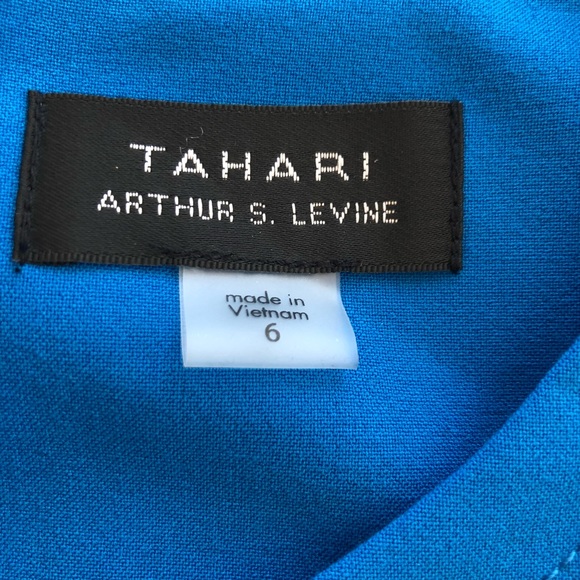 TAHARI
ARTHUR S. LEVINE
made in
Vietnam
6